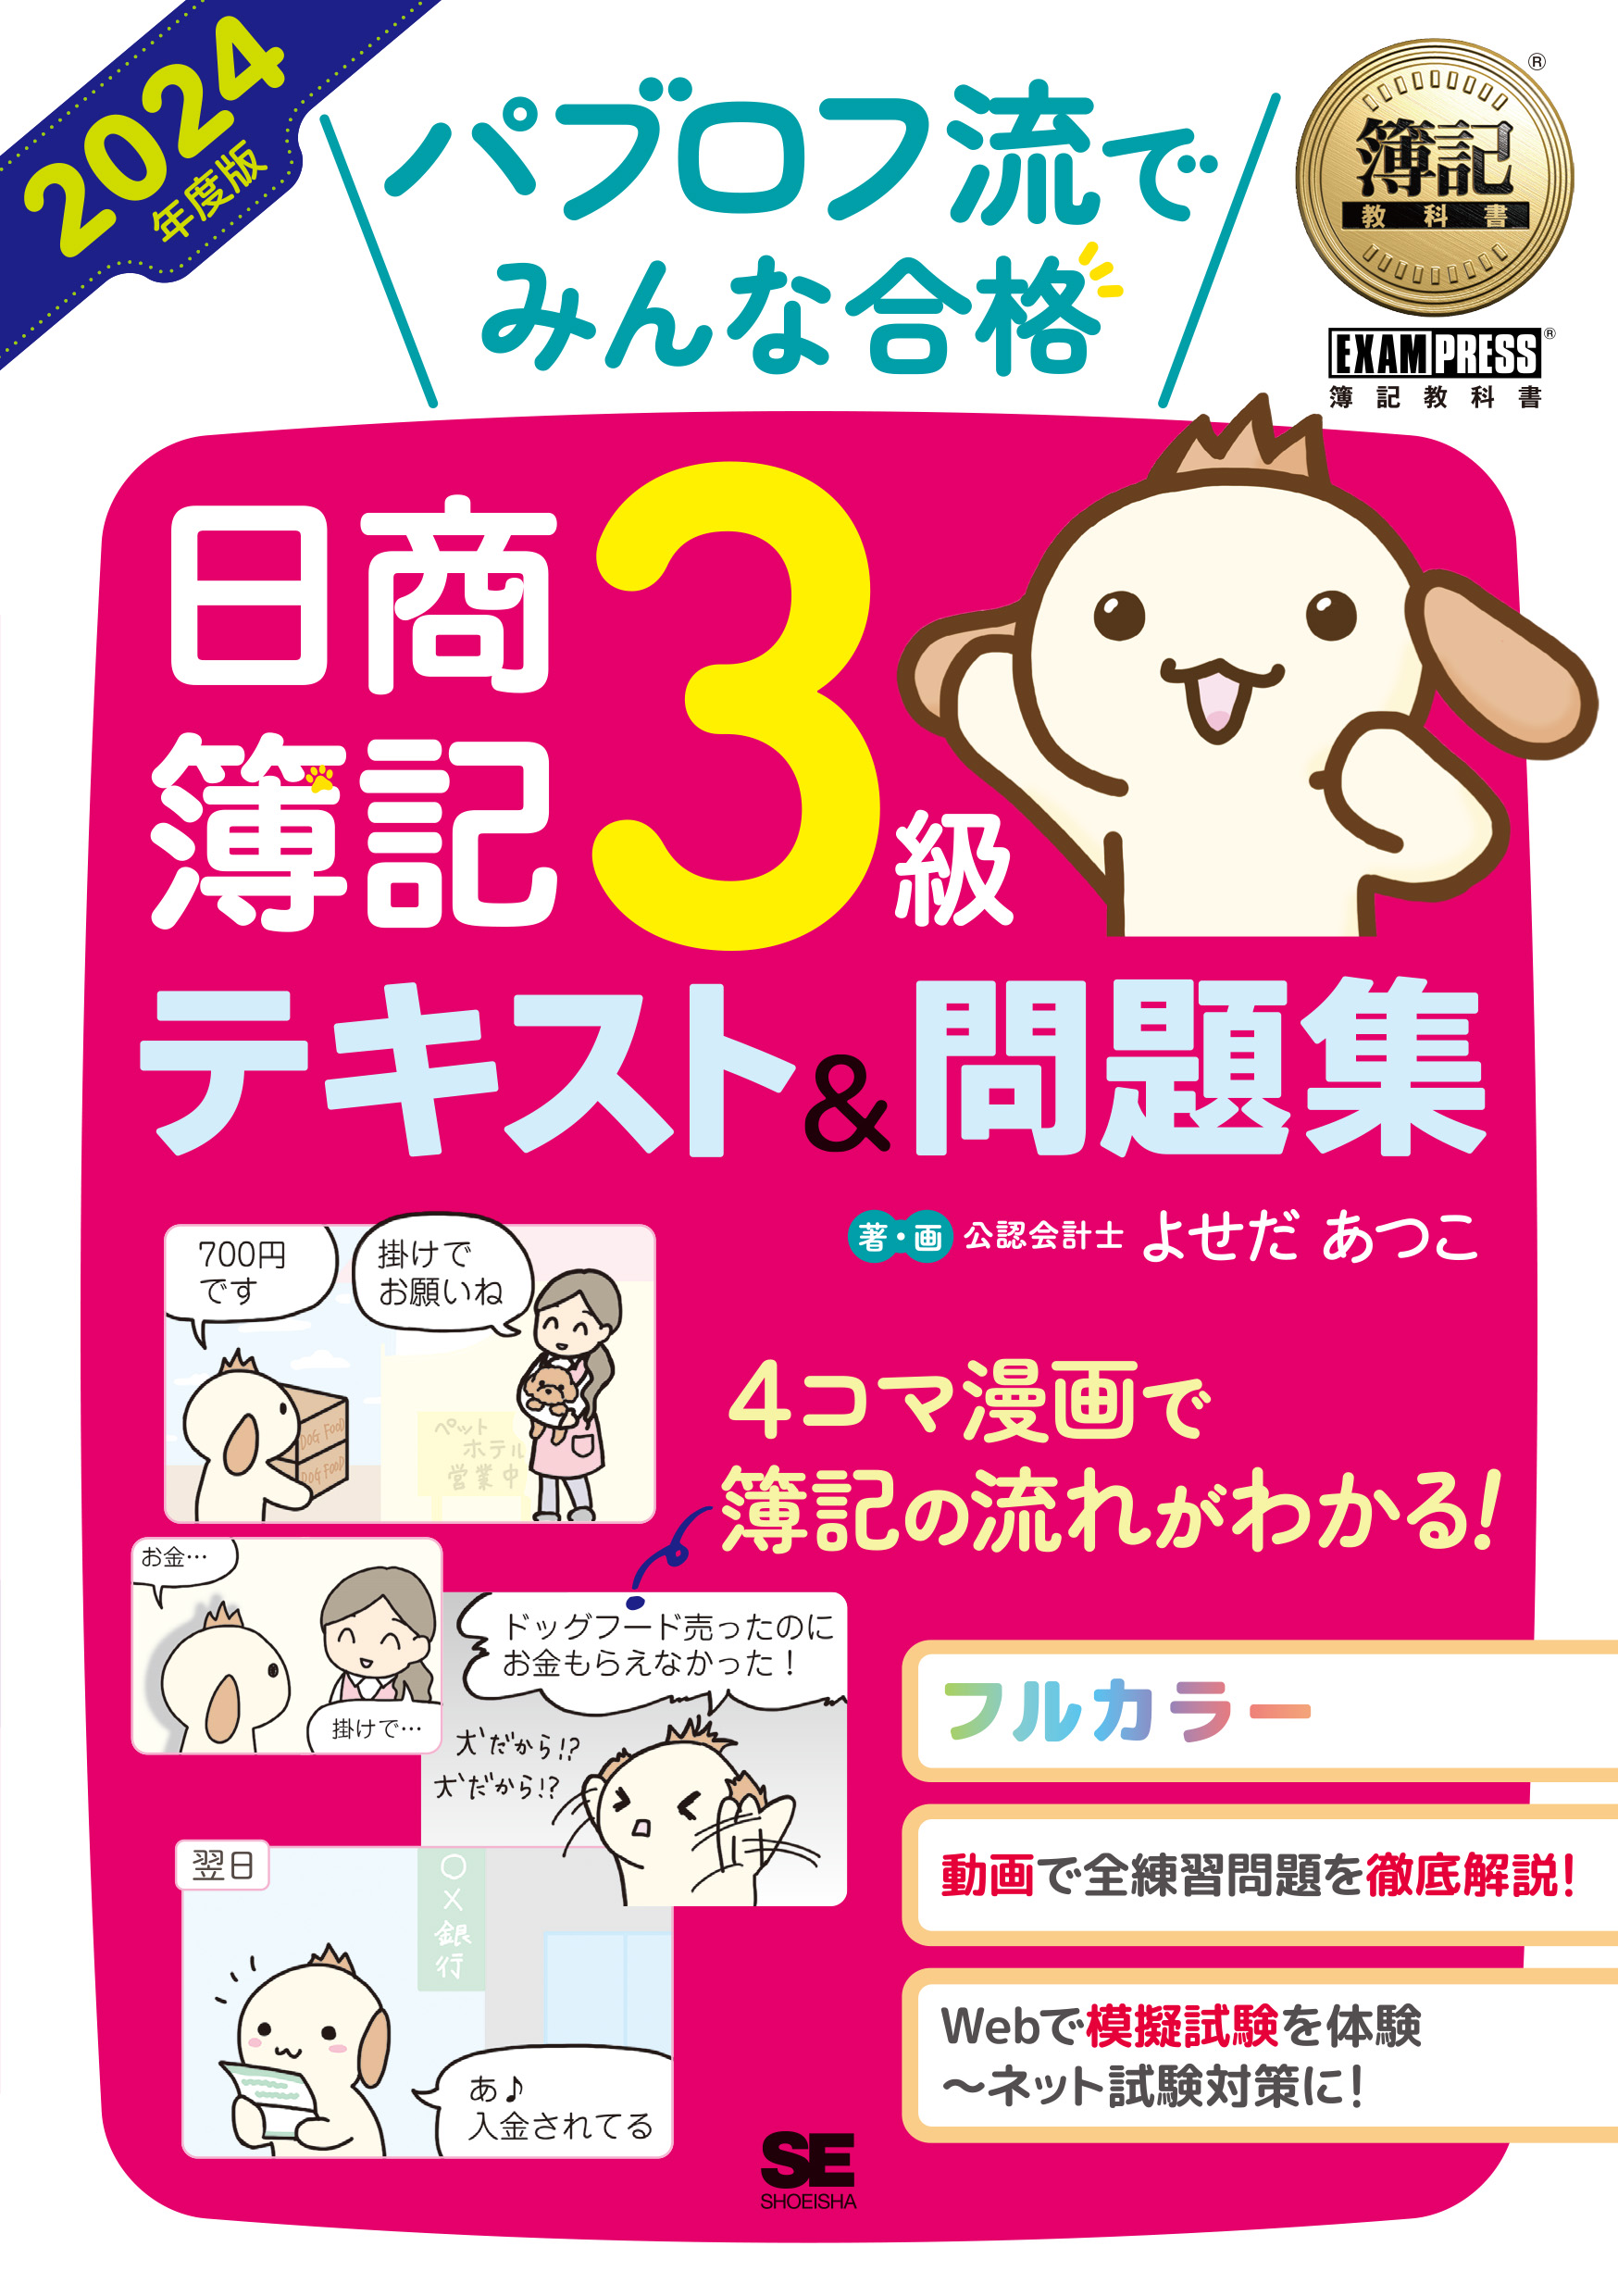 2024
年度版
パブロフ流で
みんな合格
簿記
教科書
EXAMPRESS®
簿記教科書
日商
簿記
3級
テキスト&問題集
著・画 公認会計士 よせだ あつこ
700円
です
掛けで
お願いね
DOG FOOD
DOG FOOD
ペット
ホテル
営業中
4コマ漫画で
簿記の流れがわかる!
お金…
掛けで…
ドッグフード売ったのに
お金もらえなかった!
犬だから!?
犬だから!?
翌日
○×銀行
あ♪
入金されてる
フルカラー
動画で全練習問題を徹底解説!
Webで模擬試験を体験
～ネット試験対策に!
SE
SHOEISHA